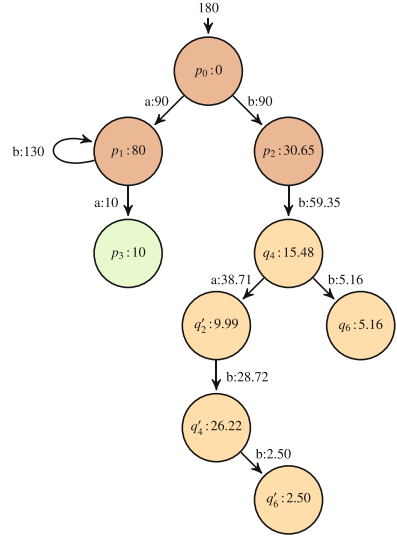 180
p₀:0
a:90
b:90
b:130
p₁:80
p₂:30.65
a:10
b:59.35
p₃:10
q₄:15.48
a:38.71
b:5.16
q′₂:9.99
q₆:5.16
b:28.72
q′₄:26.22
b:2.50
q′₆:2.50